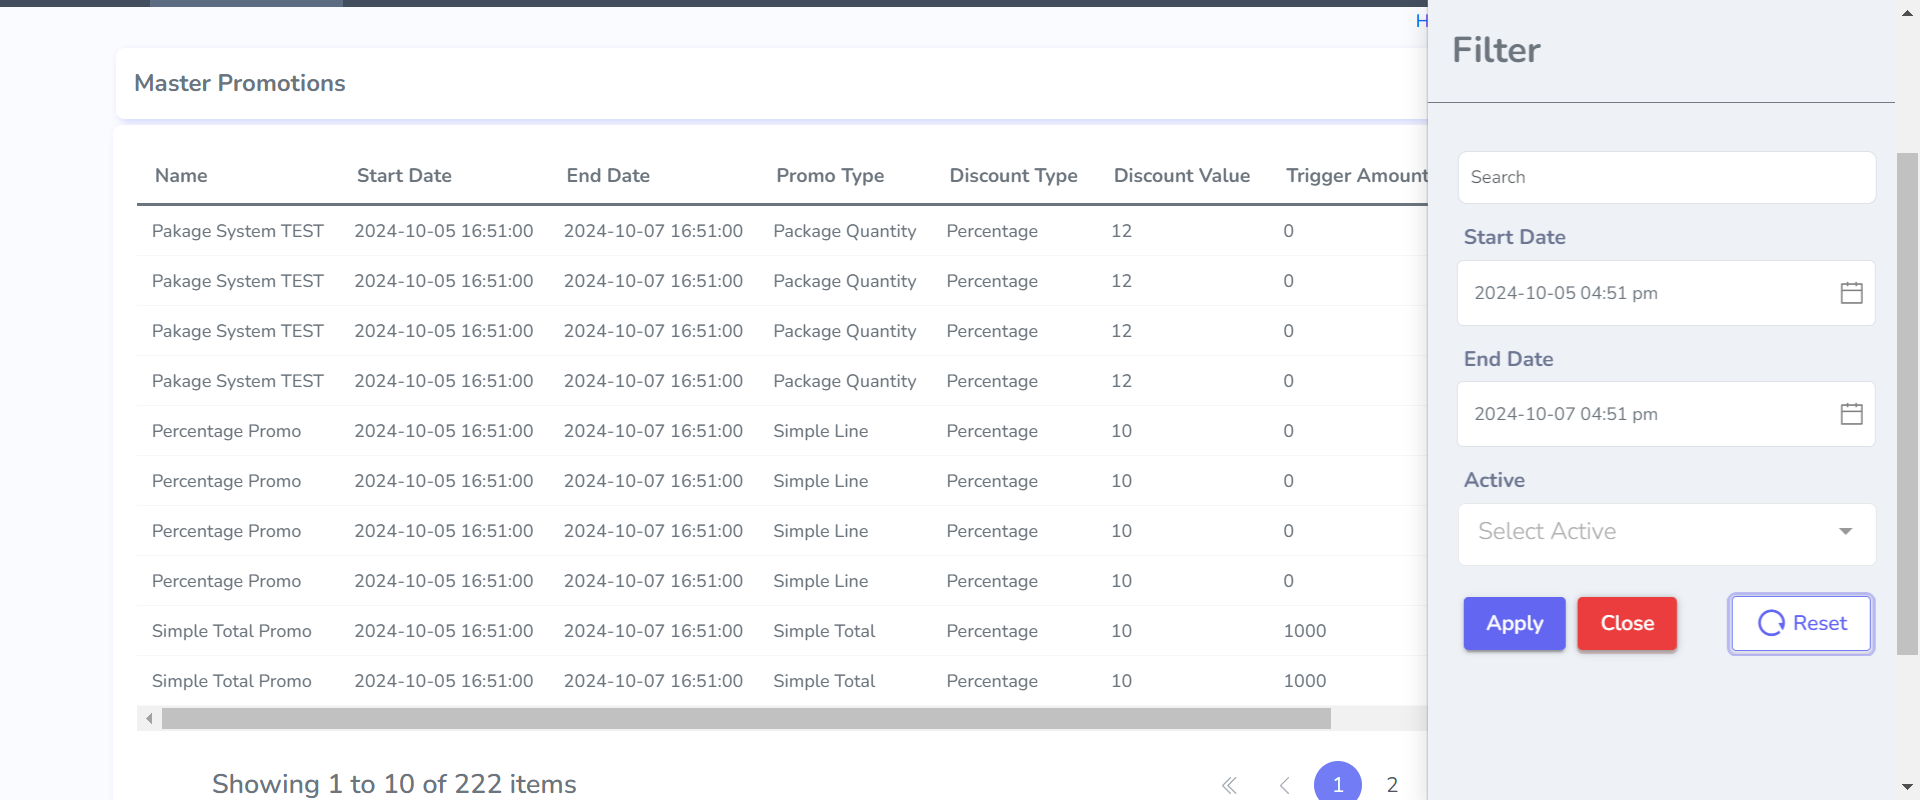 H
Filter
Master Promotions
Name Start Date End Date Promo Type Discount Type Discount Value Trigger Amount
Pakage System TEST 2024-10-05 16:51:00 2024-10-07 16:51:00 Package Quantity Percentage 12 0
Pakage System TEST 2024-10-05 16:51:00 2024-10-07 16:51:00 Package Quantity Percentage 12 0
Pakage System TEST 2024-10-05 16:51:00 2024-10-07 16:51:00 Package Quantity Percentage 12 0
Pakage System TEST 2024-10-05 16:51:00 2024-10-07 16:51:00 Package Quantity Percentage 12 0
Percentage Promo 2024-10-05 16:51:00 2024-10-07 16:51:00 Simple Line Percentage 10 0
Percentage Promo 2024-10-05 16:51:00 2024-10-07 16:51:00 Simple Line Percentage 10 0
Percentage Promo 2024-10-05 16:51:00 2024-10-07 16:51:00 Simple Line Percentage 10 0
Percentage Promo 2024-10-05 16:51:00 2024-10-07 16:51:00 Simple Line Percentage 10 0
Simple Total Promo 2024-10-05 16:51:00 2024-10-07 16:51:00 Simple Total Percentage 10 1000
Simple Total Promo 2024-10-05 16:51:00 2024-10-07 16:51:00 Simple Total Percentage 10 1000
Showing 1 to 10 of 222 items
1 2
Search
Start Date
2024-10-05 04:51 pm
End Date
2024-10-07 04:51 pm
Active
Select Active
Apply Close Reset